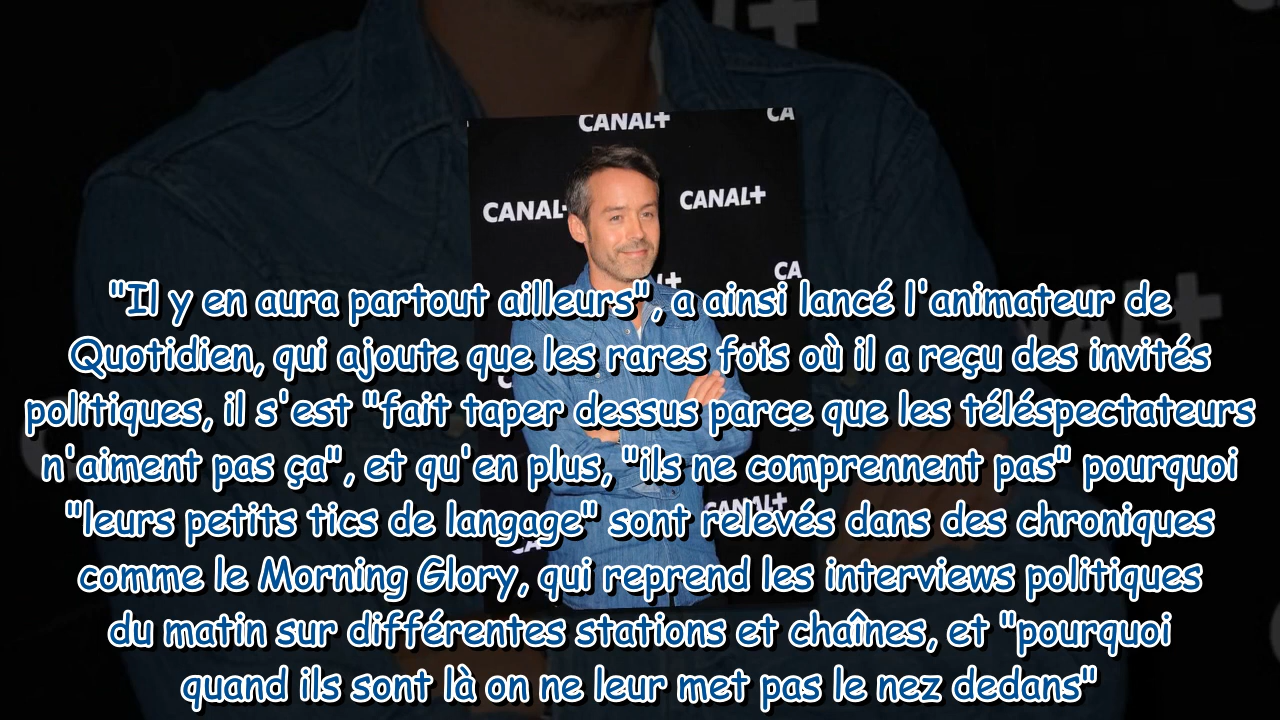 CANAL+
CA
CANAL+
CANAL+
CA
"Il y en aura partout ailleurs", a ainsi lancé l'animateur de
Quotidien, qui ajoute que les rares fois où il a reçu des invités
politiques, il s'est "fait taper dessus parce que les téléspectateurs
n'aiment pas ça", et qu'en plus, "ils ne comprennent pas" pourquoi
"leurs petits tics de langage" sont relevés dans des chroniques
CANAL+
comme le Morning Glory, qui reprend les interviews politiques
du matin sur différentes stations et chaînes, et "pourquoi
quand ils sont là on ne leur met pas le nez dedans"